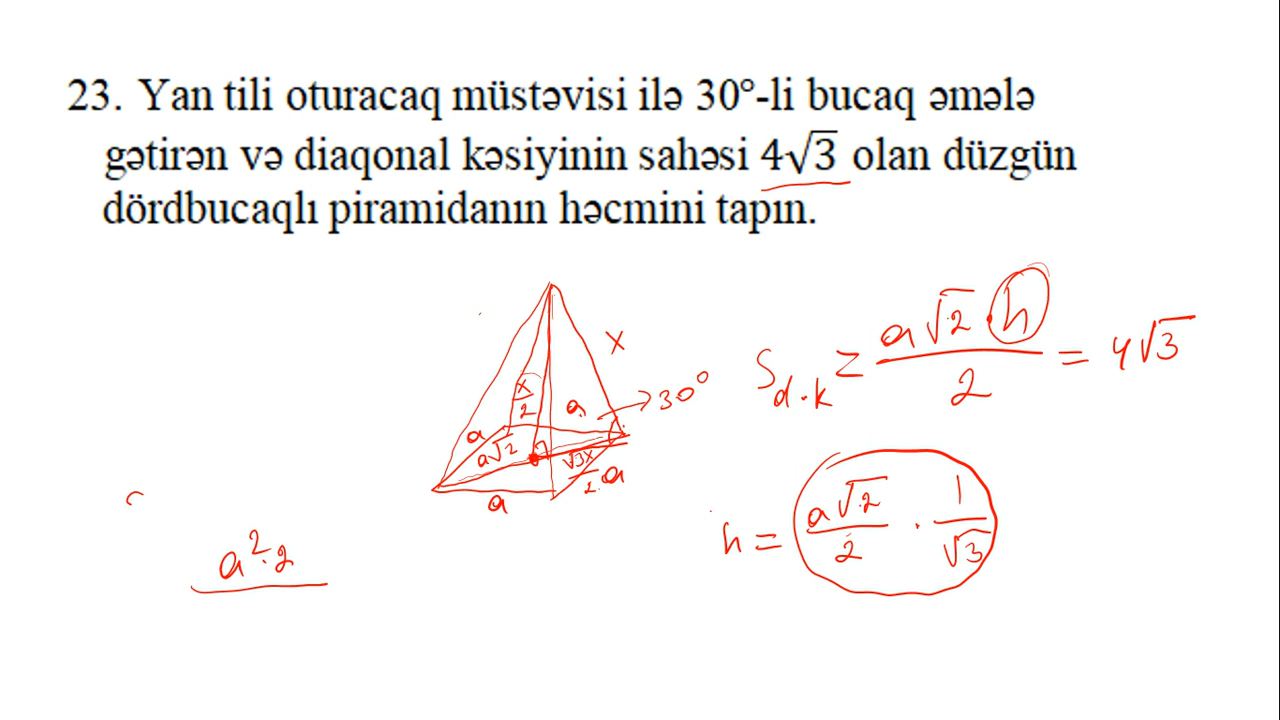 23. Yan tili oturacaq müstəvisi ilə 30°-li bucaq əmələ
gətirən və diaqonal kəsiyinin sahəsi 4√3 olan düzgün
dördbucaqlı piramidanın həcmini tapın.
x
x/2
a
30°
a
a√2
√3x/2
a
a
S d.k = a√2·h/2 = 4√3
h = a√2/2 · 1/√3
a²·2